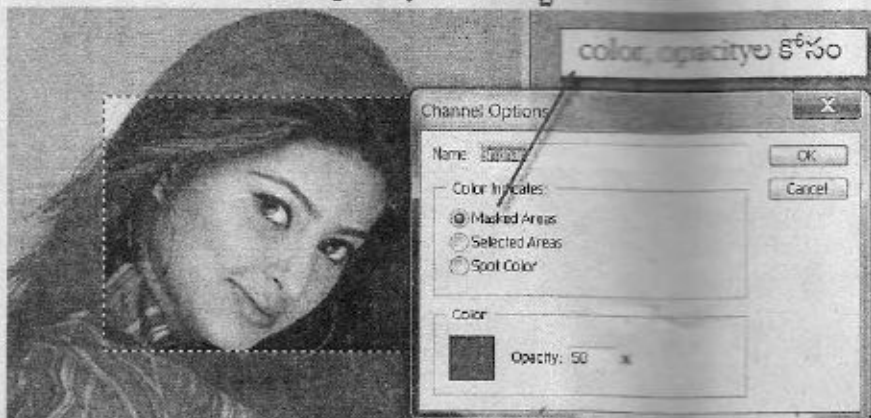 color, opacityల కోసం
Channel Options
Name:
OK
Color Indicates:
Cancel
Masked Areas
Selected Areas
Spot Color
Color
Opacity: 50 %